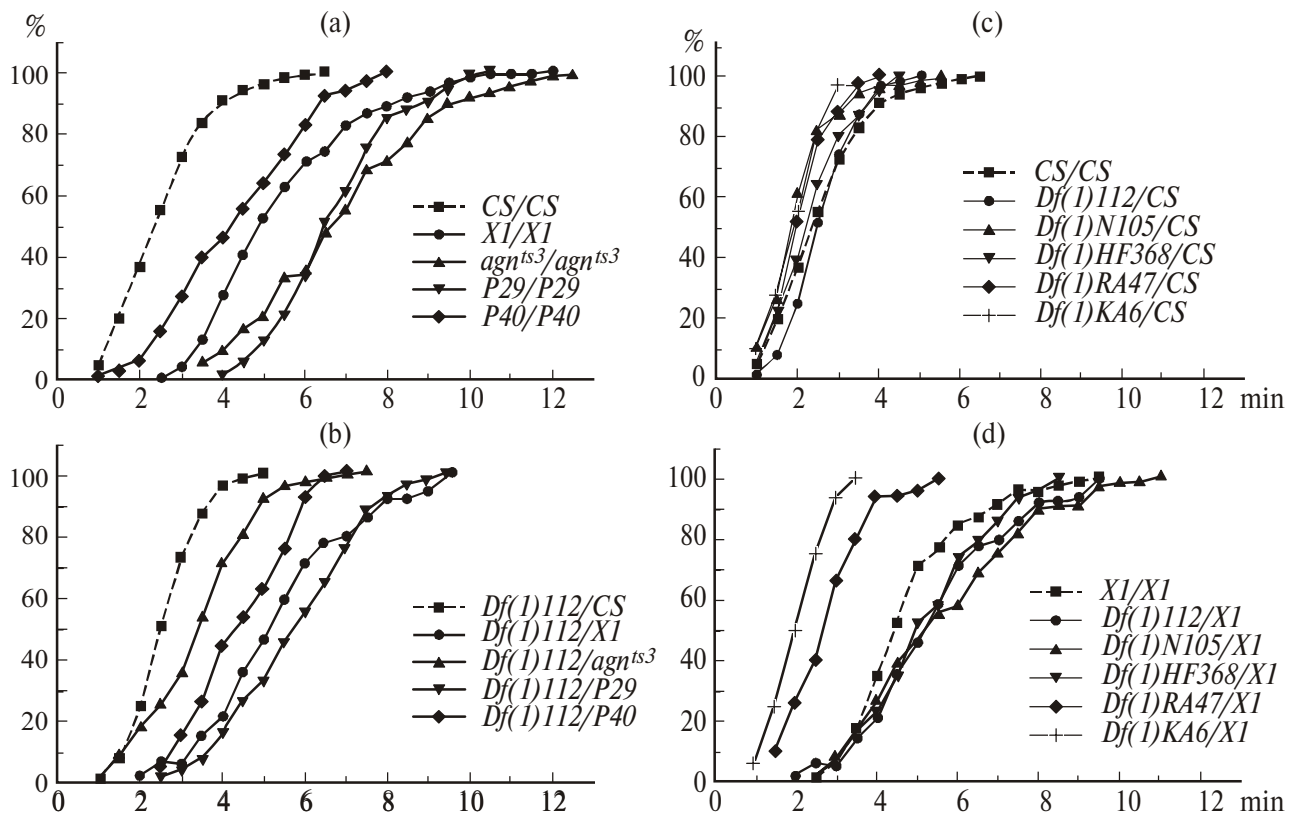 (a)
%
100
80
60
40
20
0
0 2 4 6 8 10 12
CS/CS
X1/X1
agn^ts3/agn^ts3
P29/P29
P40/P40
(c)
%
100
80
60
40
20
0
0 2 4 6 8 10 12 min
CS/CS
Df(1)112/CS
Df(1)N105/CS
Df(1)HF368/CS
Df(1)RA47/CS
Df(1)KA6/CS
(b)
100
80
60
40
20
0
0 2 4 6 8 10 12
Df(1)112/CS
Df(1)112/X1
Df(1)112/agn^ts3
Df(1)112/P29
Df(1)112/P40
(d)
100
80
60
40
20
0
0 2 4 6 8 10 12 min
X1/X1
Df(1)112/X1
Df(1)N105/X1
Df(1)HF368/X1
Df(1)RA47/X1
Df(1)KA6/X1